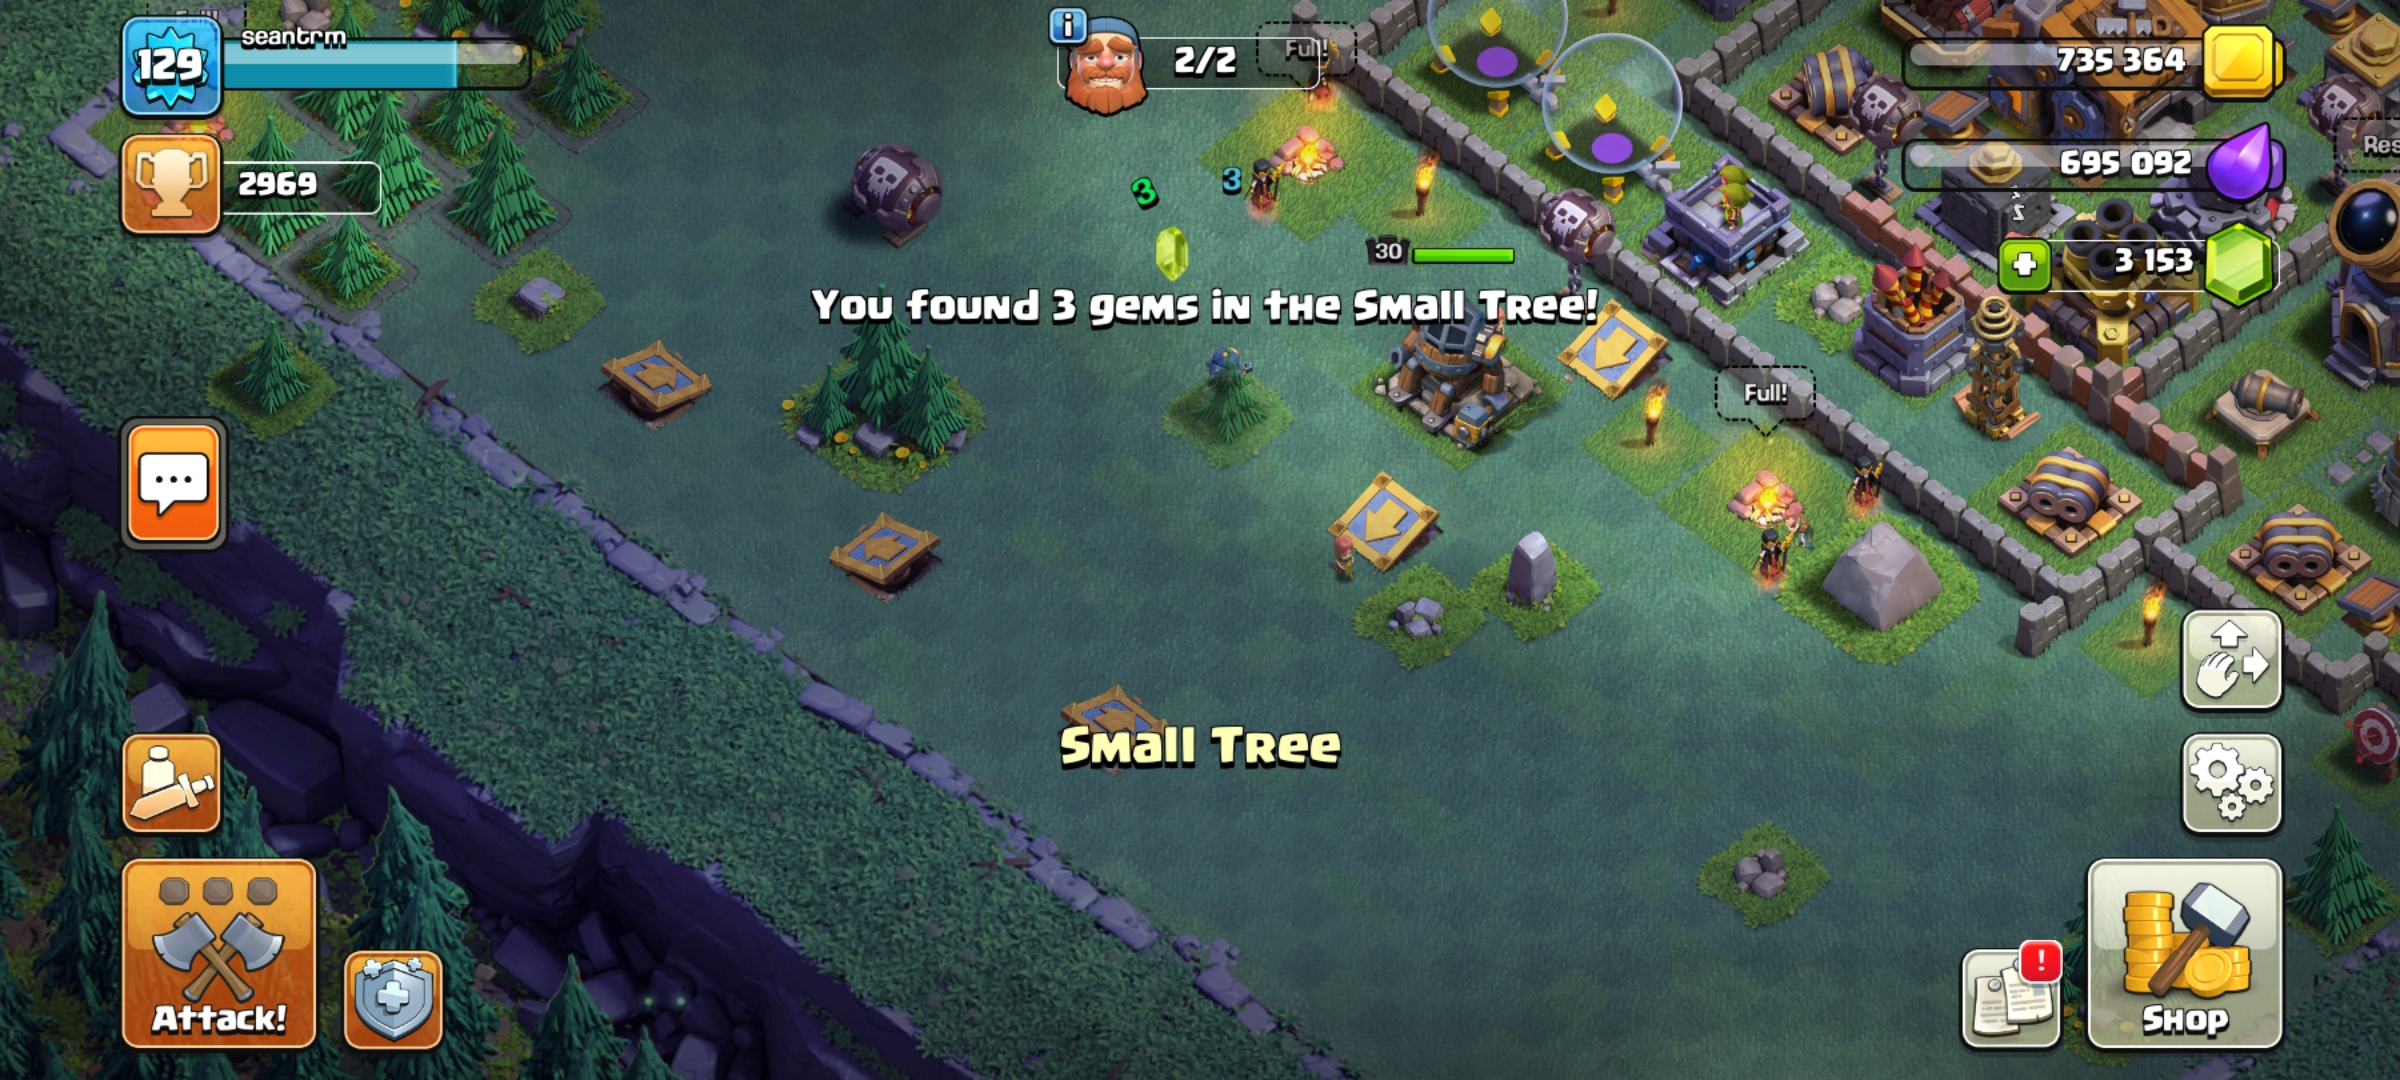 129
seantrm
2/2
Full!
735 364
2969
3
3
695 092
Res
30
3 153
You found 3 gems in the Small Tree!
Full!
Small Tree
Attack!
!
Shop